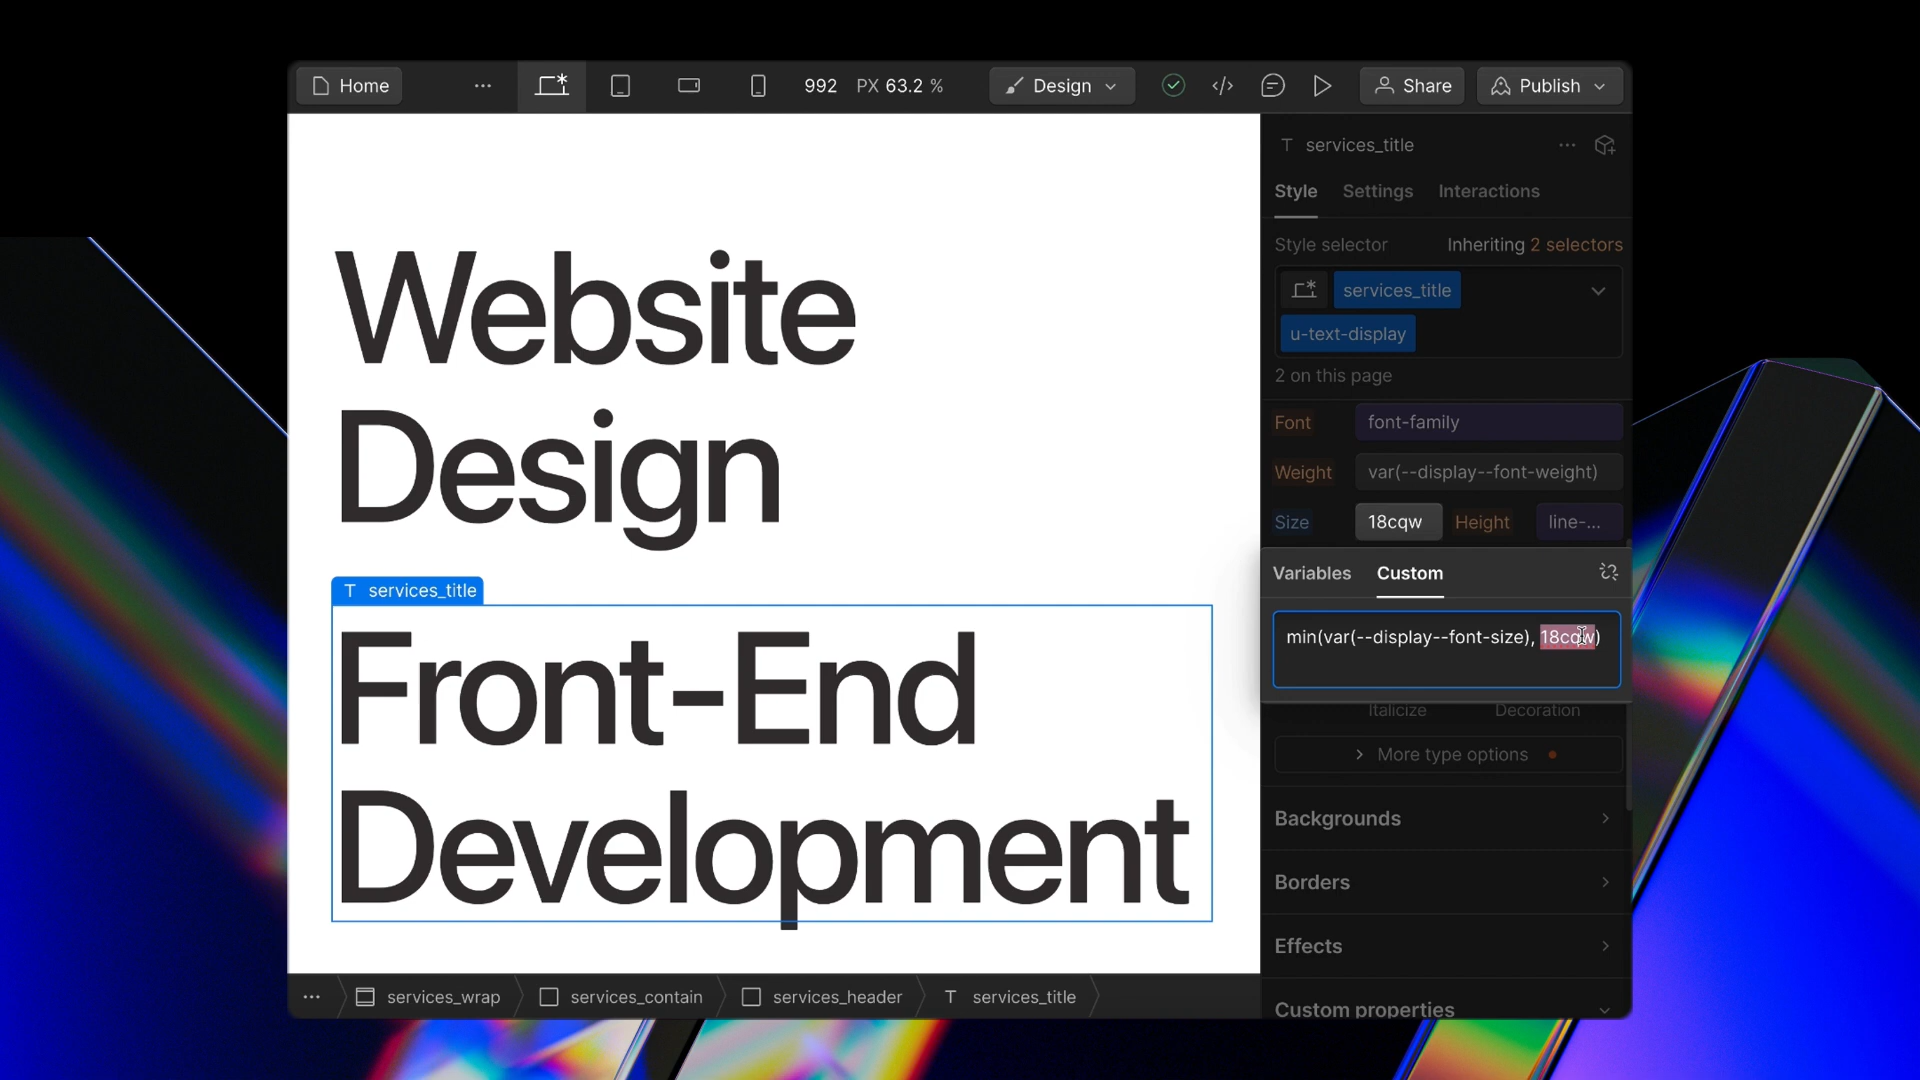 Home
992 PX 63.2 %
Design
Share
Publish
services_title
Style Settings Interactions
Style selector Inheriting 2 selectors
services_title
u-text-display
2 on this page
Font font-family
Weight var(--display--font-weight)
Size 18cqw Height line-...
Variables Custom
min(var(--display--font-size), 18cqw)
Italicize Decoration
More type options
Backgrounds
Borders
Effects
Custom properties
Website
Design
services_title
Front-End
Development
services_wrap services_contain services_header services_title